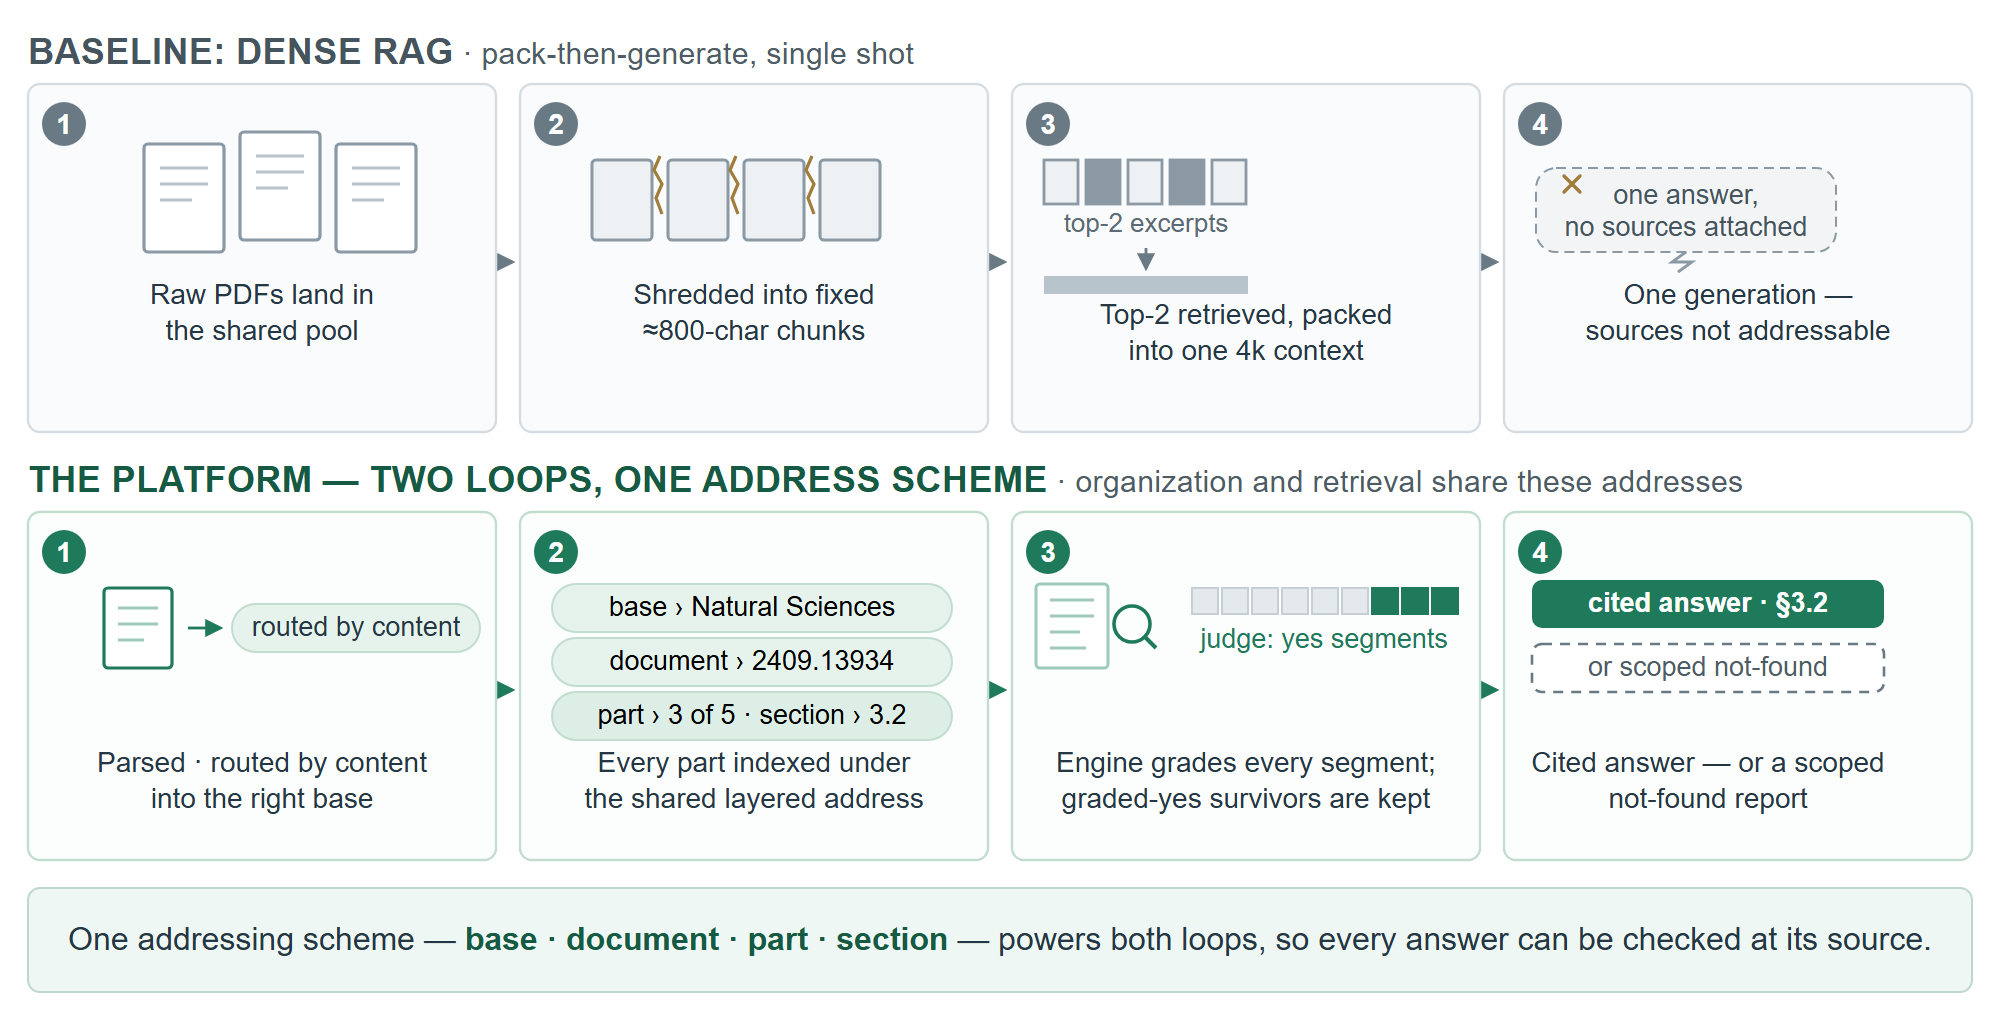 BASELINE: DENSE RAG · pack-then-generate, single shot
1
Raw PDFs land in
the shared pool
2
Shredded into fixed
≈800-char chunks
3
top-2 excerpts
Top-2 retrieved, packed
into one 4k context
4
one answer,
no sources attached
One generation —
sources not addressable
THE PLATFORM — TWO LOOPS, ONE ADDRESS SCHEME · organization and retrieval share these addresses
1
routed by content
Parsed · routed by content
into the right base
2
base › Natural Sciences
document › 2409.13934
part › 3 of 5 · section › 3.2
Every part indexed under
the shared layered address
3
judge: yes segments
Engine grades every segment;
graded-yes survivors are kept
4
cited answer · §3.2
or scoped not-found
Cited answer — or a scoped
not-found report
One addressing scheme — base · document · part · section — powers both loops, so every answer can be checked at its source.